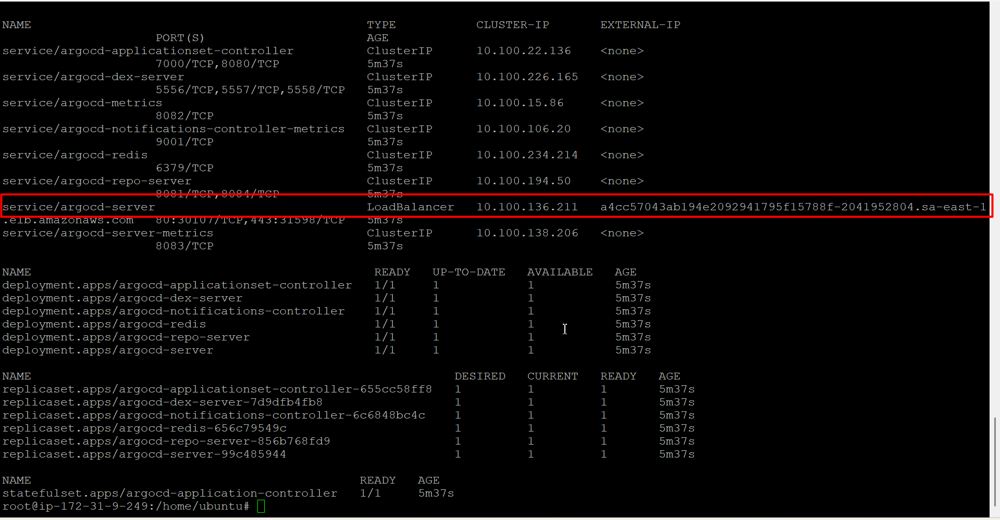 NAME TYPE CLUSTER-IP EXTERNAL-IP
PORT(S) AGE
service/argocd-applicationset-controller ClusterIP 10.100.22.136 <none>
7000/TCP,8080/TCP 5m37s
service/argocd-dex-server ClusterIP 10.100.226.165 <none>
5556/TCP,5557/TCP,5558/TCP 5m37s
service/argocd-metrics ClusterIP 10.100.15.86 <none>
8082/TCP 5m37s
service/argocd-notifications-controller-metrics ClusterIP 10.100.106.20 <none>
9001/TCP 5m37s
service/argocd-redis ClusterIP 10.100.234.214 <none>
6379/TCP 5m37s
service/argocd-repo-server ClusterIP 10.100.194.50 <none>
8081/TCP,8084/TCP 5m37s
service/argocd-server LoadBalancer 10.100.136.211 a4cc57043ab194e2092941795f15788f-2041952804.sa-east-1
.elb.amazonaws.com 80:30107/TCP,443:31598/TCP 5m37s
service/argocd-server-metrics ClusterIP 10.100.138.206 <none>
8083/TCP 5m37s
NAME READY UP-TO-DATE AVAILABLE AGE
deployment.apps/argocd-applicationset-controller 1/1 1 1 5m37s
deployment.apps/argocd-dex-server 1/1 1 1 5m37s
deployment.apps/argocd-notifications-controller 1/1 1 1 5m37s
deployment.apps/argocd-redis 1/1 1 1 5m37s
deployment.apps/argocd-repo-server 1/1 1 1 5m37s
deployment.apps/argocd-server 1/1 1 1 5m37s
NAME DESIRED CURRENT READY AGE
replicaset.apps/argocd-applicationset-controller-655cc58ff8 1 1 1 5m37s
replicaset.apps/argocd-dex-server-7d9dfb4fb8 1 1 1 5m37s
replicaset.apps/argocd-notifications-controller-6c6848bc4c 1 1 1 5m37s
replicaset.apps/argocd-redis-656c79549c 1 1 1 5m37s
replicaset.apps/argocd-repo-server-856b768fd9 1 1 1 5m37s
replicaset.apps/argocd-server-99c485944 1 1 1 5m37s
NAME READY AGE
statefulset.apps/argocd-application-controller 1/1 5m37s
root@ip-172-31-9-249:/home/ubuntu#